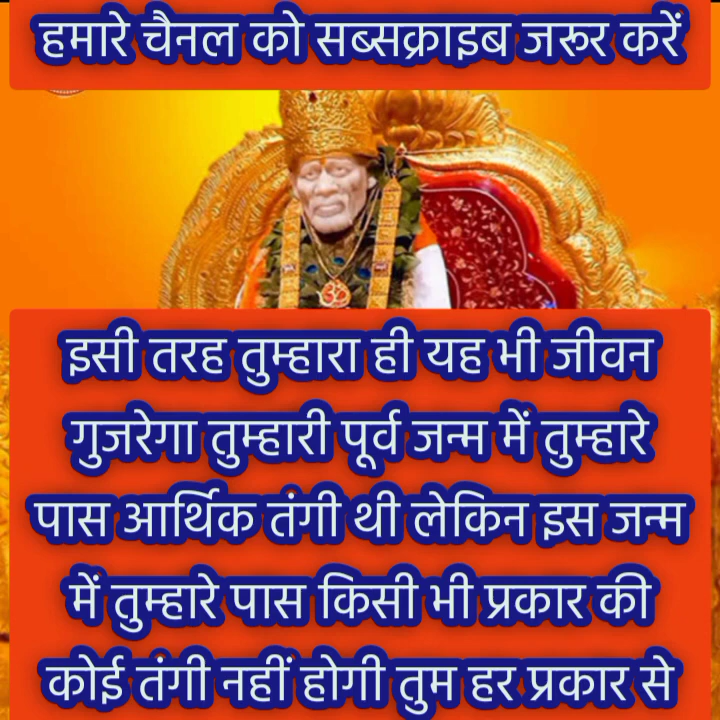 हमारे चैनल को सब्सक्राइब जरूर करें
ॐ
इसी तरह तुम्हारा ही यह भी जीवन
गुजरेगा तुम्हारी पूर्व जन्म में तुम्हारे
पास आर्थिक तंगी थी लेकिन इस जन्म
में तुम्हारे पास किसी भी प्रकार की
कोई तंगी नहीं होगी तुम हर प्रकार से